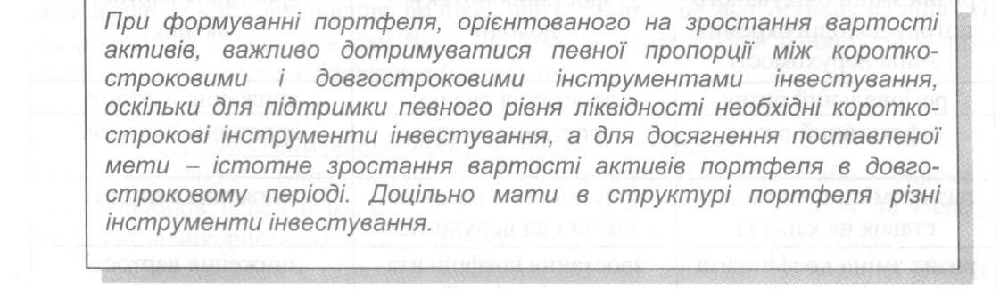 При формуванні портфеля, орієнтованого на зростання вартості
активів, важливо дотримуватися певної пропорції між коротко-
строковими і довгостроковими інструментами інвестування,
оскільки для підтримки певного рівня ліквідності необхідні коротко-
строкові інструменти інвестування, а для досягнення поставленої
мети – істотне зростання вартості активів портфеля в довго-
строковому періоді. Доцільно мати в структурі портфеля різні
інструменти інвестування.